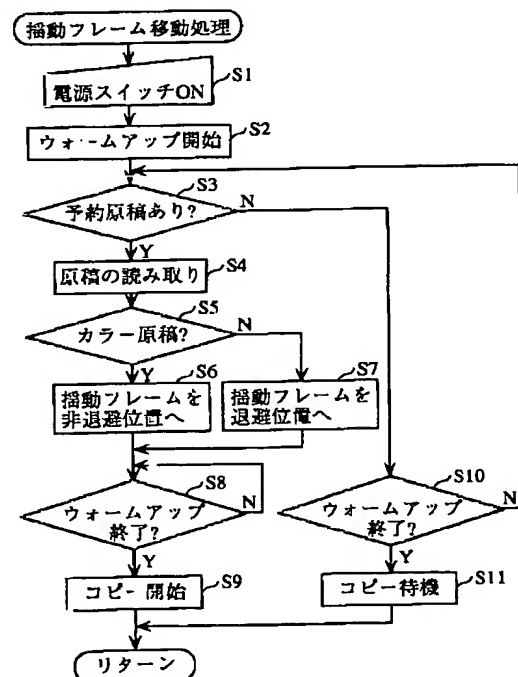 揺動フレーム移動処理
S1
電源スイッチON
S2
ウォームアップ開始
S3
予約原稿あり?
N
Y
S4
原稿の読み取り
S5
カラー原稿?
N
Y
S6
揺動フレームを
非退避位置へ
S7
揺動フレームを
退避位置へ
S8
ウォームアップ
終了?
N
Y
S10
ウォームアップ
終了?
N
Y
S9
コピー開始
S11
コピー待機
リターン